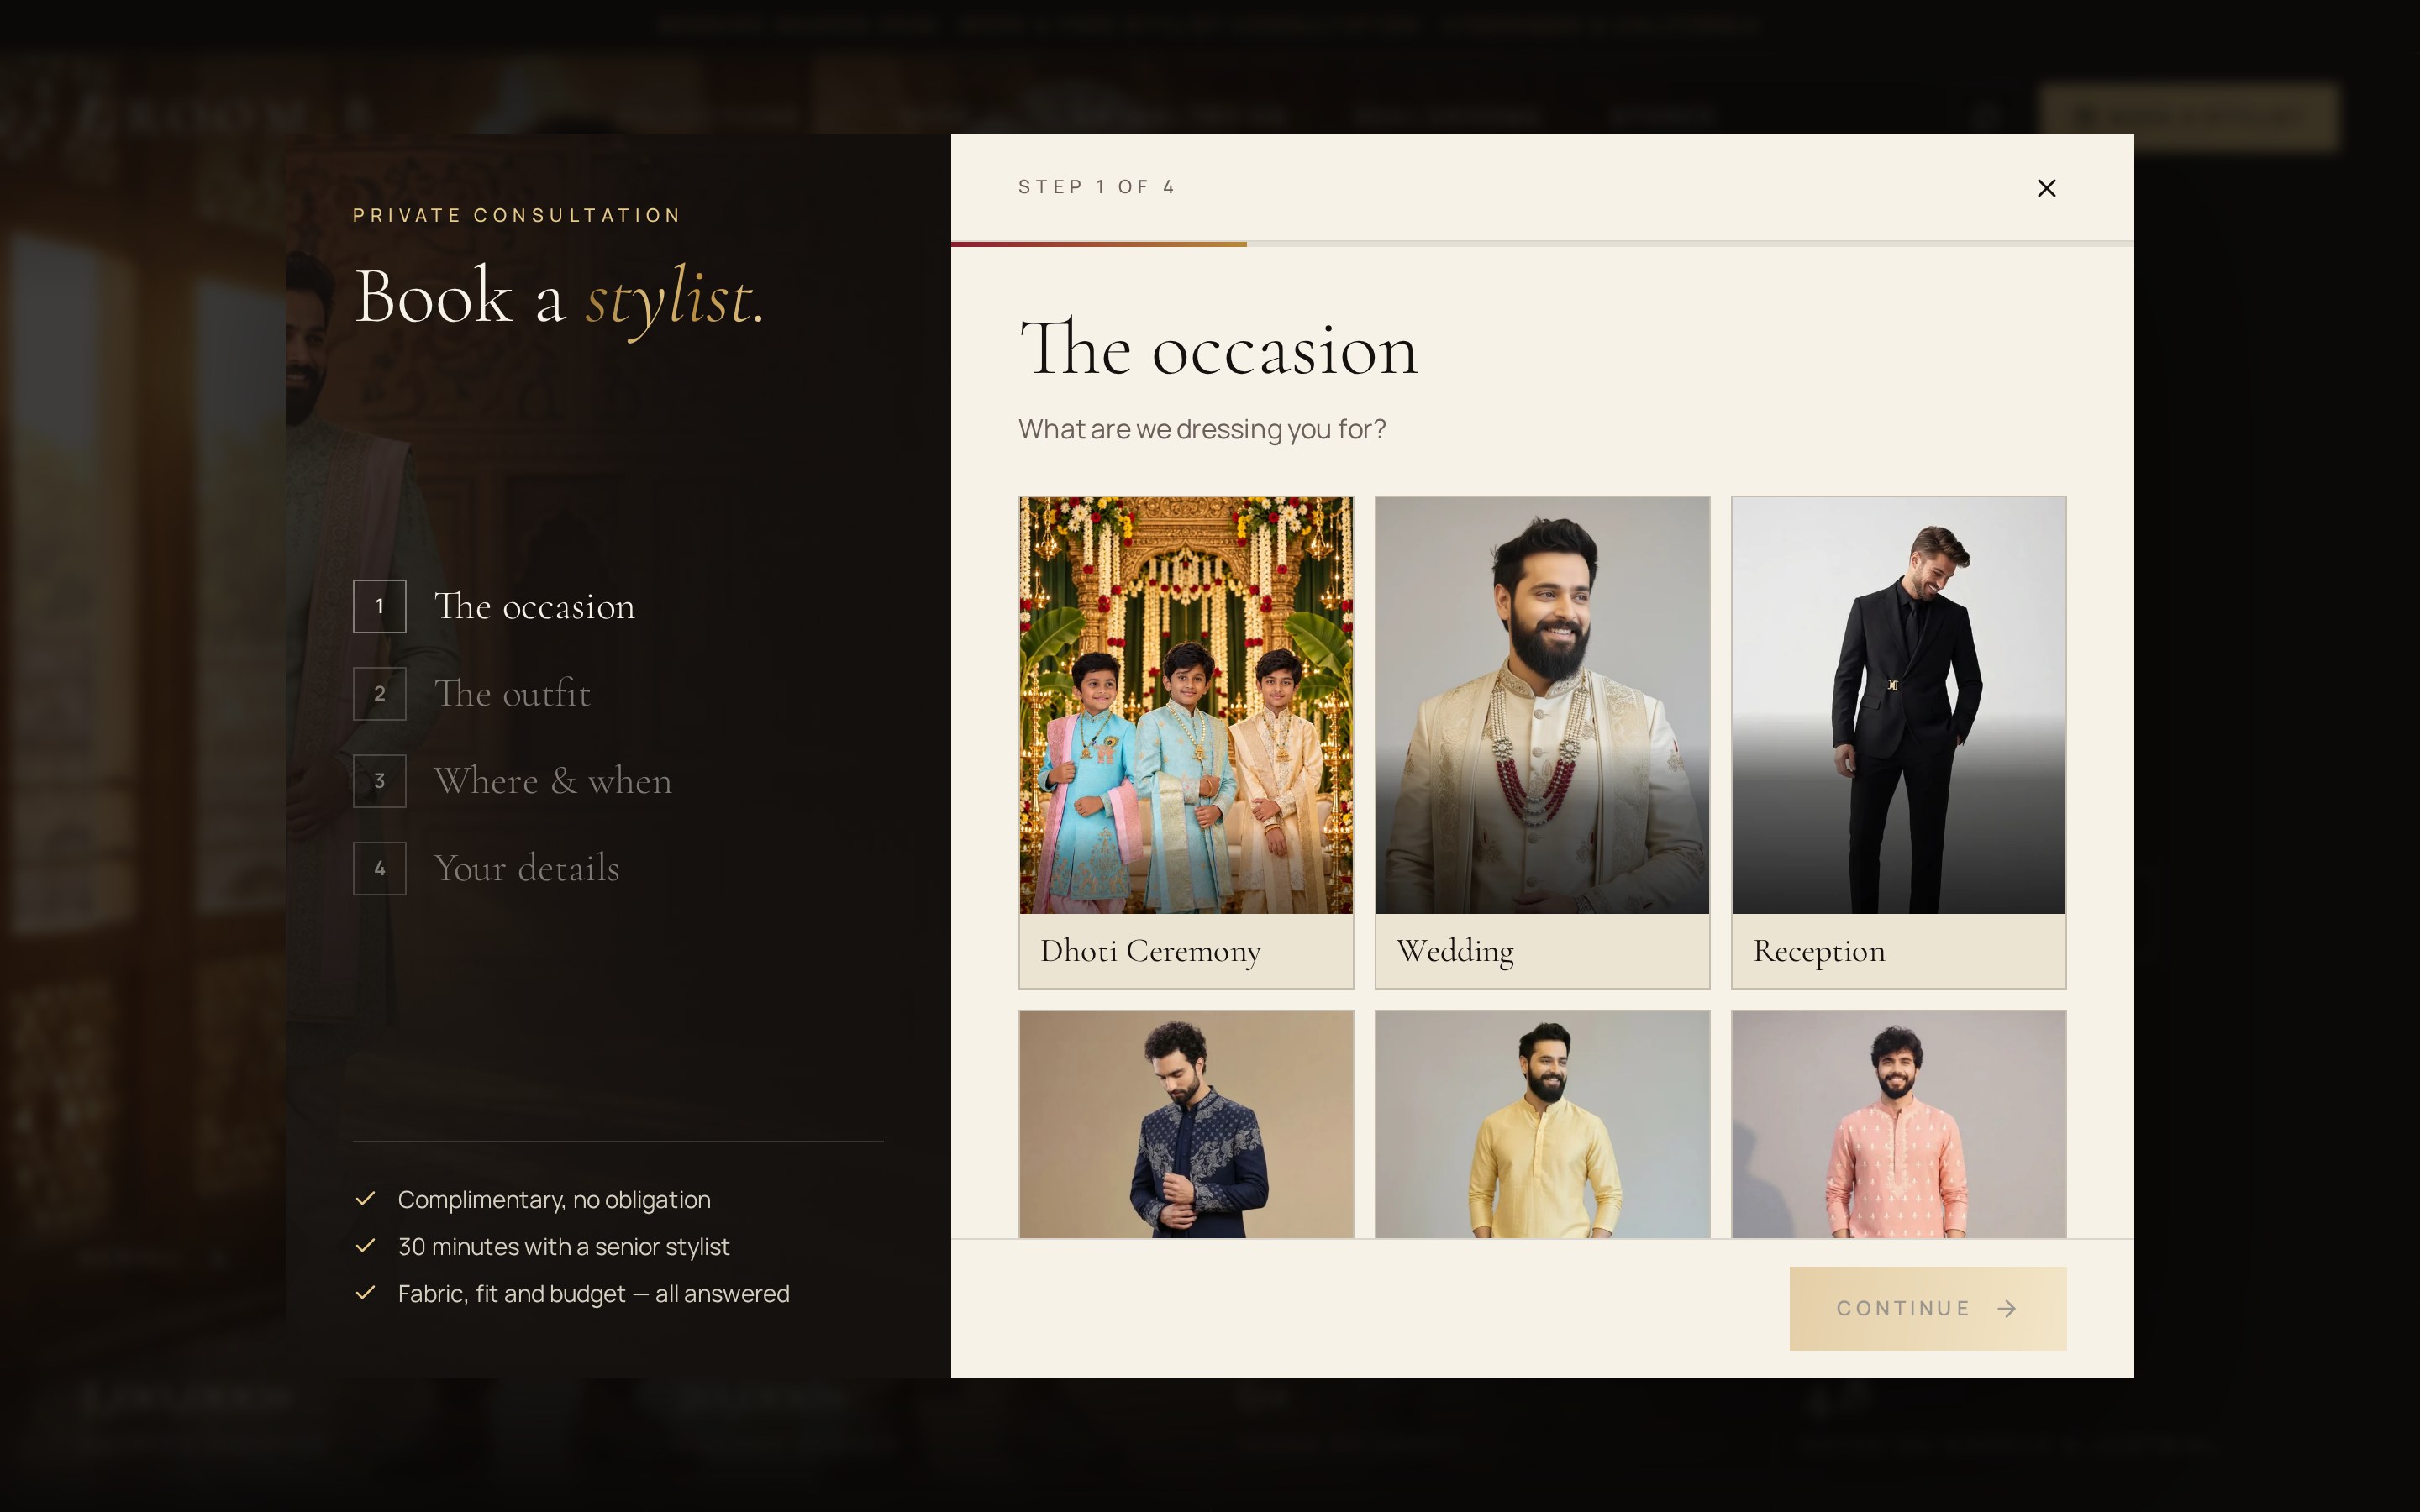 PRIVATE CONSULTATION
Book a stylist.
1 The occasion
2 The outfit
3 Where & when
4 Your details
Complimentary, no obligation
30 minutes with a senior stylist
Fabric, fit and budget — all answered
STEP 1 OF 4
The occasion
What are we dressing you for?
Dhoti Ceremony
Wedding
Reception
CONTINUE